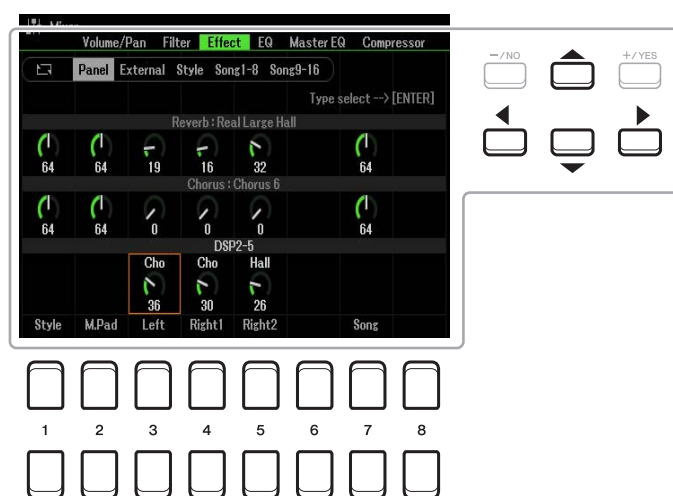 Mixer
Volume/Pan Filter Effect EQ Master EQ Compressor
Panel External Style Song1-8 Song9-16
Type select --> [ENTER]
Reverb : Real Large Hall
64 64 19 16 32 64
Chorus : Chorus 6
64 64 0 0 0 64
DSP2-5
Cho Cho Hall
36 30 26
Style M.Pad Left Right1 Right2 Song
-/NO +/YES
1 2 3 4 5 6 7 8